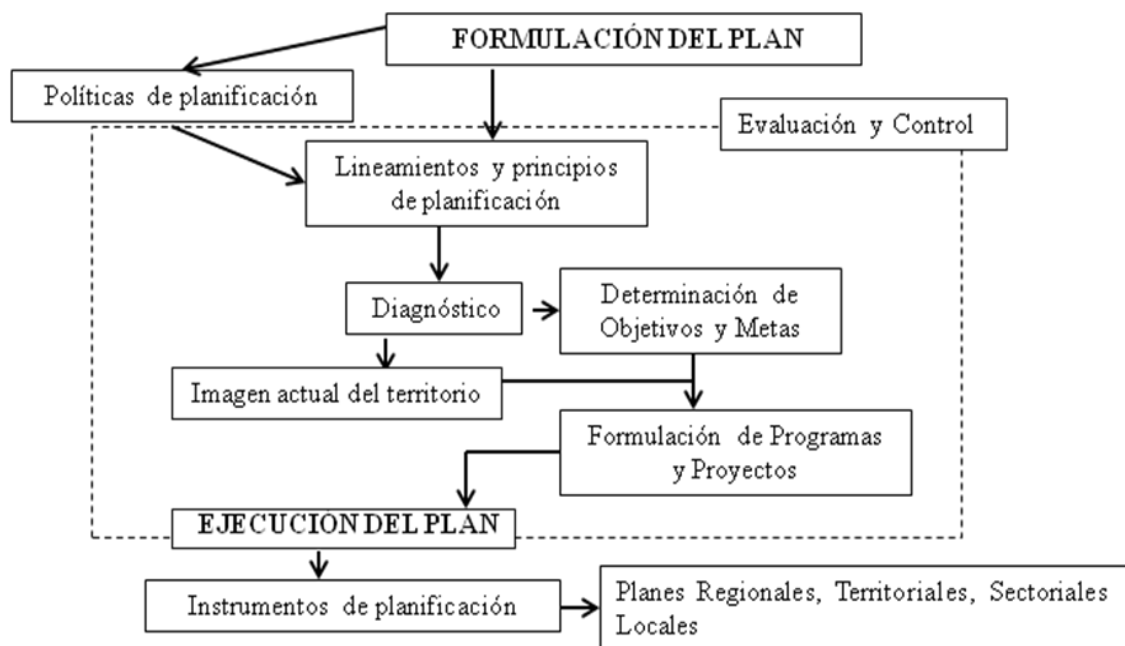 FORMULACIÓN DEL PLAN
Políticas de planificación
Evaluación y Control
Lineamientos y principios
de planificación
Diagnóstico
Determinación de
Objetivos y Metas
Imagen actual del territorio
Formulación de Programas
y Proyectos
EJECUCIÓN DEL PLAN
Instrumentos de planificación
Planes Regionales, Territoriales, Sectoriales
Locales